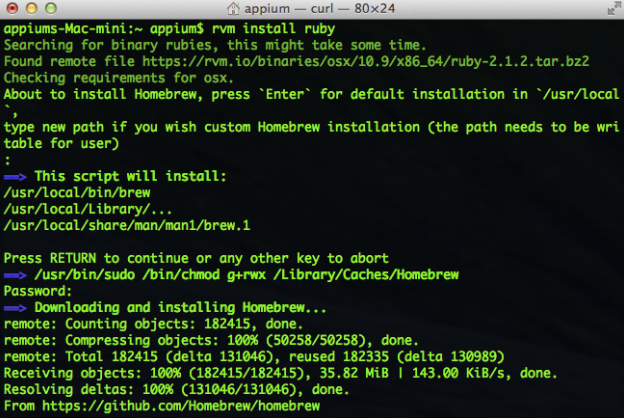 appium — curl — 80×24
appiums-Mac-mini:~ appium$ rvm install ruby
Searching for binary rubies, this might take some time.
Found remote file https://rvm.io/binaries/osx/10.9/x86_64/ruby-2.1.2.tar.bz2
Checking requirements for osx.
About to install Homebrew, press `Enter` for default installation in `/usr/local
`,
type new path if you wish custom Homebrew installation (the path needs to be wri
table for user)
:
==> This script will install:
/usr/local/bin/brew
/usr/local/Library/...
/usr/local/share/man/man1/brew.1
Press RETURN to continue or any other key to abort
==> /usr/bin/sudo /bin/chmod g+rwx /Library/Caches/Homebrew
Password:
==> Downloading and installing Homebrew...
remote: Counting objects: 182415, done.
remote: Compressing objects: 100% (50258/50258), done.
remote: Total 182415 (delta 131046), reused 182335 (delta 130989)
Receiving objects: 100% (182415/182415), 35.82 MiB | 143.00 KiB/s, done.
Resolving deltas: 100% (131046/131046), done.
From https://github.com/Homebrew/homebrew